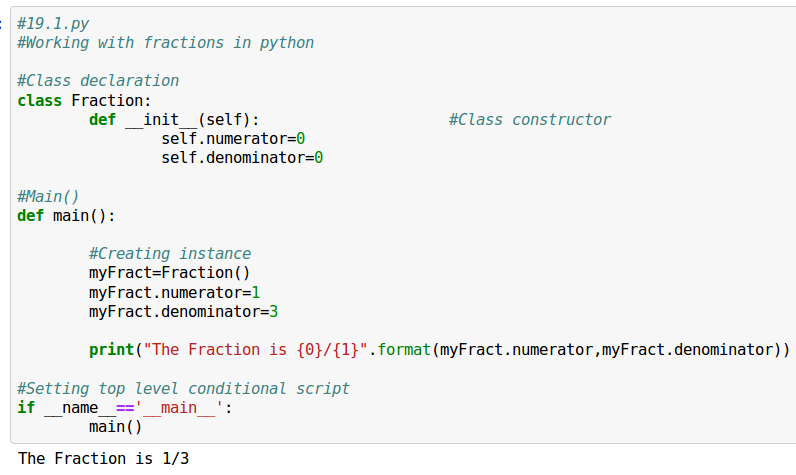 #19.1.py
#Working with fractions in python
#Class declaration
class Fraction:
def __init__(self): #Class constructor
self.numerator=0
self.denominator=0
#Main()
def main():
#Creating instance
myFract=Fraction()
myFract.numerator=1
myFract.denominator=3
print("The Fraction is {0}/{1}".format(myFract.numerator,myFract.denominator))
#Setting top level conditional script
if __name__=='__main__':
main()
The Fraction is 1/3